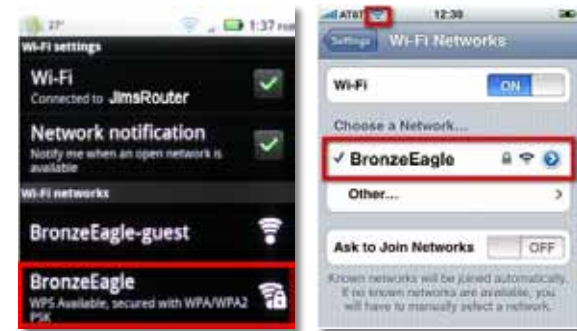 27°
1:37 PM
Wi-Fi settings
Wi-Fi
Connected to JimsRouter
Network notification
Notify me when an open network is
available
Wi-Fi networks
BronzeEagle-guest
BronzeEagle
WPS Available, secured with WPA/WPA2
PSK
AT&T
12:30
Settings
Wi-Fi Networks
Wi-Fi
ON
Choose a Network...
BronzeEagle
Other...
Ask to Join Networks
OFF
Known networks will be joined automatically.
If no known networks are available, you
will have to manually select a network.